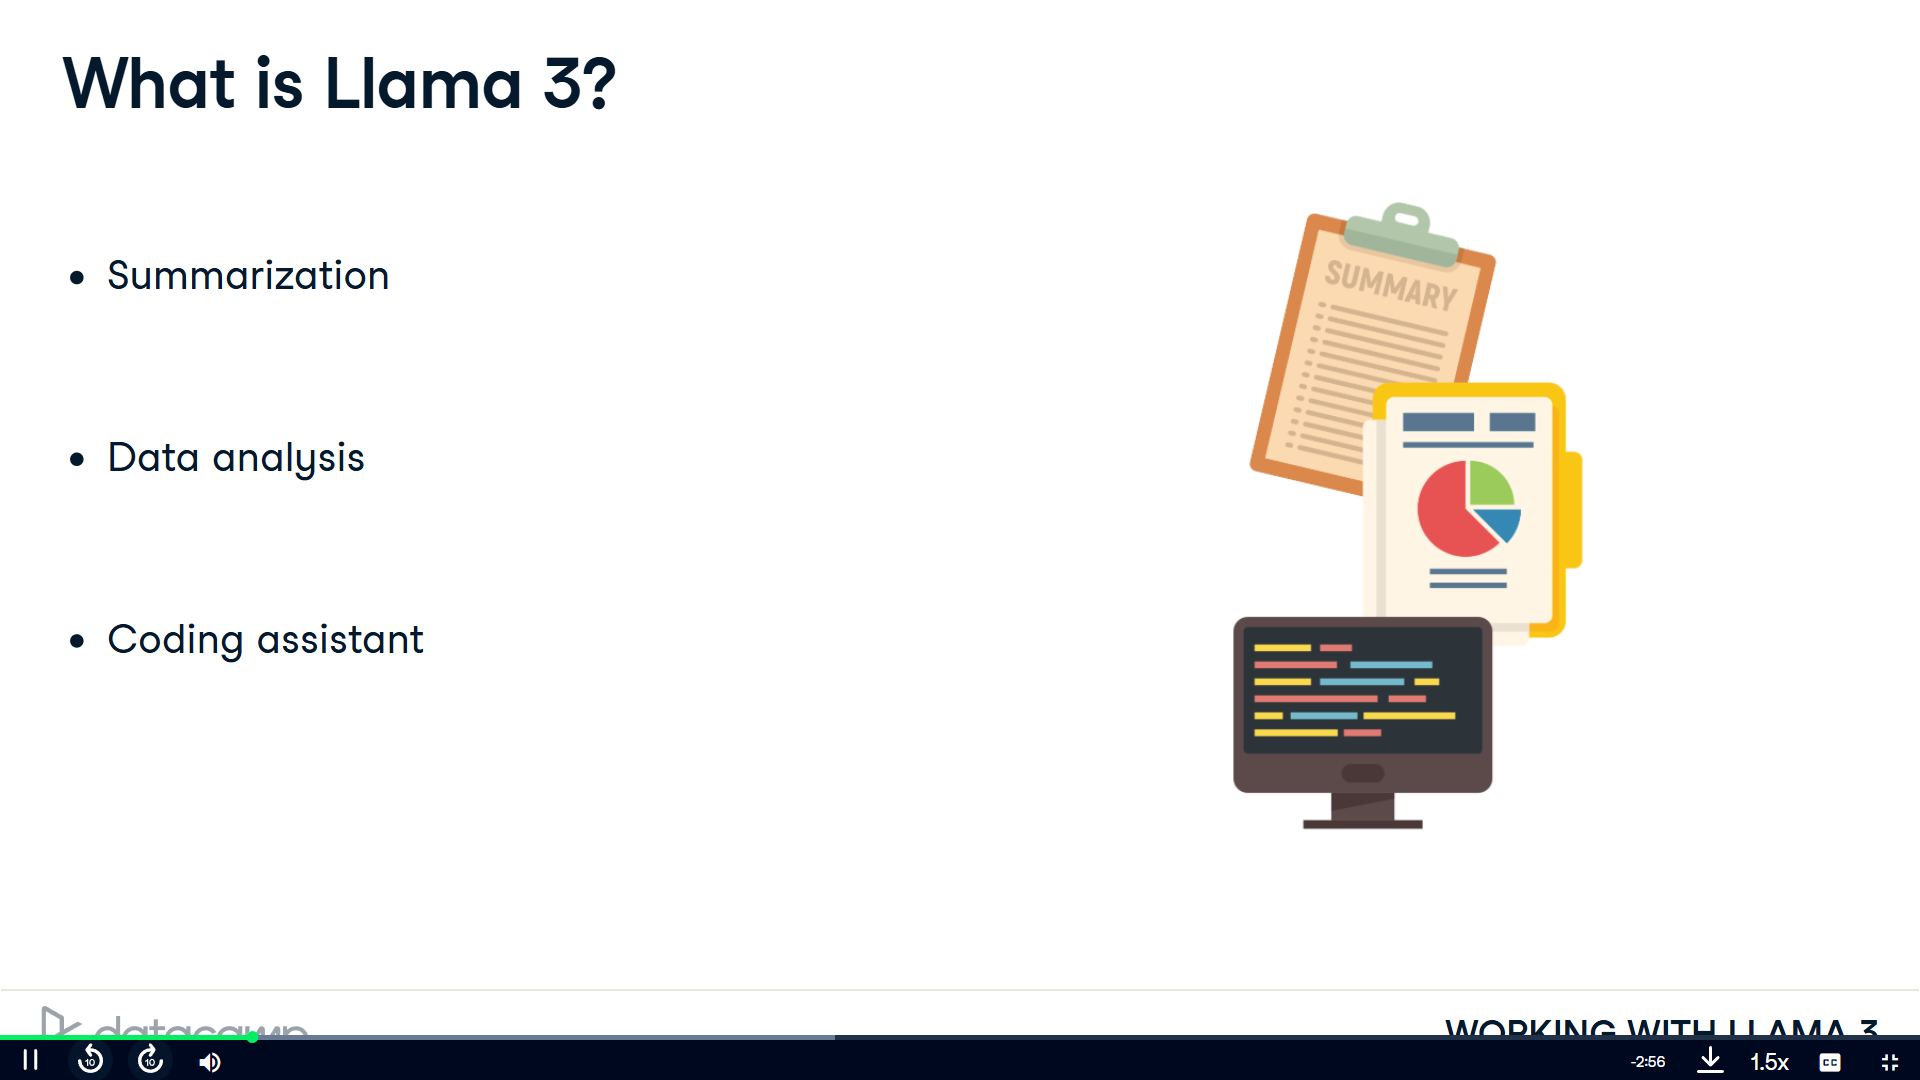 What is Llama 3?
Summarization
Data analysis
Coding assistant
SUMMARY
datacamp
WORKING WITH LLAMA 3
10
10
-2:56
1.5x
CC